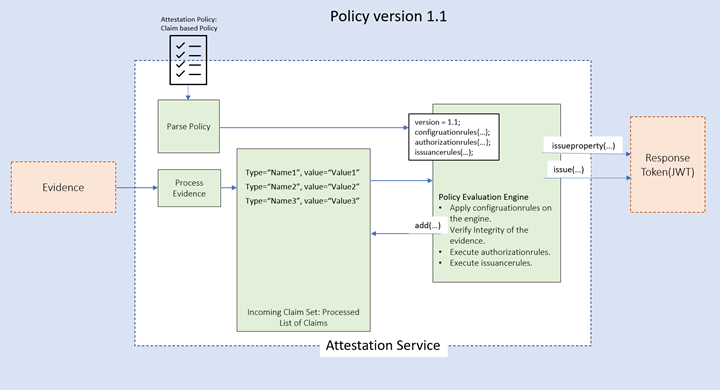 Policy version 1.1
Attestation Policy:
Claim based Policy
Parse Policy
version = 1.1;
configruationrules{…};
authorizationrules{…};
issuancerules{…};
issueproperty(…)
issue(…)
Response
Token(JWT)
Evidence
Process
Evidence
Type=“Name1”, value=“Value1”
Type=“Name2”, value=“Value2”
Type=“Name3”, value=“Value3”
Policy Evaluation Engine
• Apply configruationrules on
the engine.
Verify Integrity of the
evidence.
• Execute authorizationrules.
• Execute issuancerules.
add(…)
Incoming Claim Set: Processed
List of Claims
Attestation Service